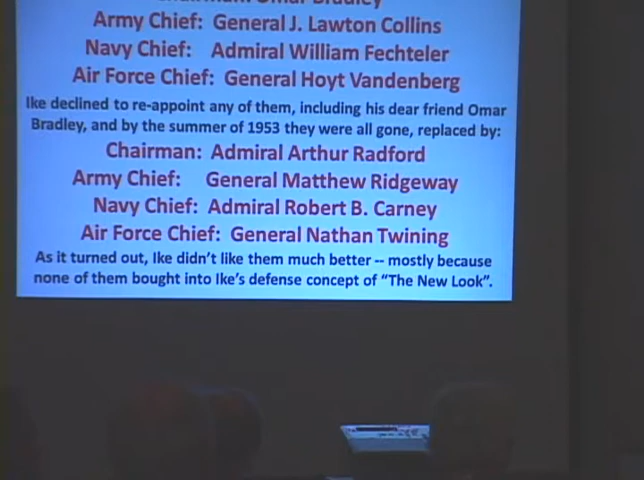 Chairman: Omar Bradley
Army Chief: General J. Lawton Collins
Navy Chief: Admiral William Fechteler
Air Force Chief: General Hoyt Vandenberg
Ike declined to re-appoint any of them, including his dear friend Omar
Bradley, and by the summer of 1953 they were all gone, replaced by:
Chairman: Admiral Arthur Radford
Army Chief: General Matthew Ridgeway
Navy Chief: Admiral Robert B. Carney
Air Force Chief: General Nathan Twining
As it turned out, Ike didn't like them much better -- mostly because
none of them bought into Ike's defense concept of "The New Look".